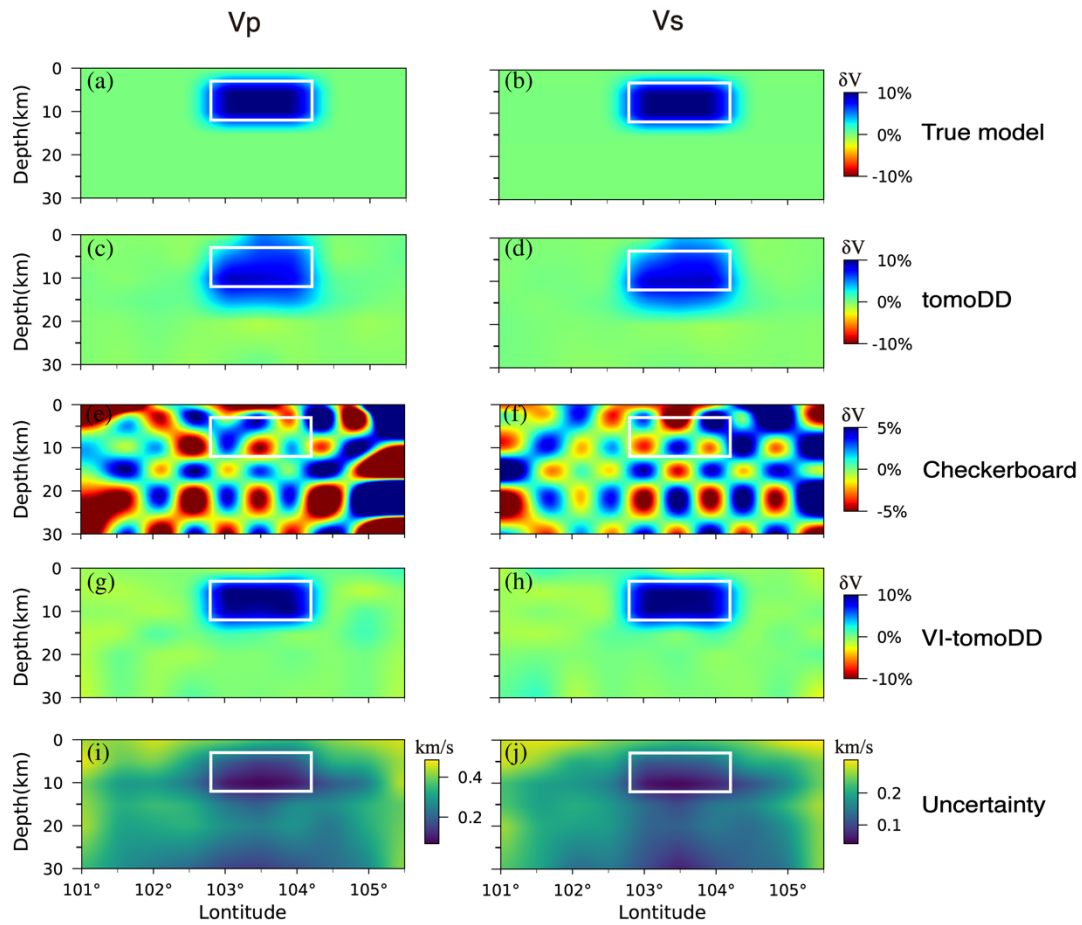 Vp
Vs
(a)
(b)
Depth(km)
0
10
20
30
δV
10%
0%
-10%
True model
(c)
(d)
Depth(km)
0
10
20
30
δV
10%
0%
-10%
tomoDD
(e)
(f)
Depth(km)
0
10
20
30
δV
5%
0%
-5%
Checkerboard
(g)
(h)
Depth(km)
0
10
20
30
δV
10%
0%
-10%
VI-tomoDD
(i)
(j)
Depth(km)
0
10
20
30
km/s
0.4
0.2
km/s
0.2
0.1
Uncertainty
101° 102° 103° 104° 105°
Lontitude
101° 102° 103° 104° 105°
Lontitude